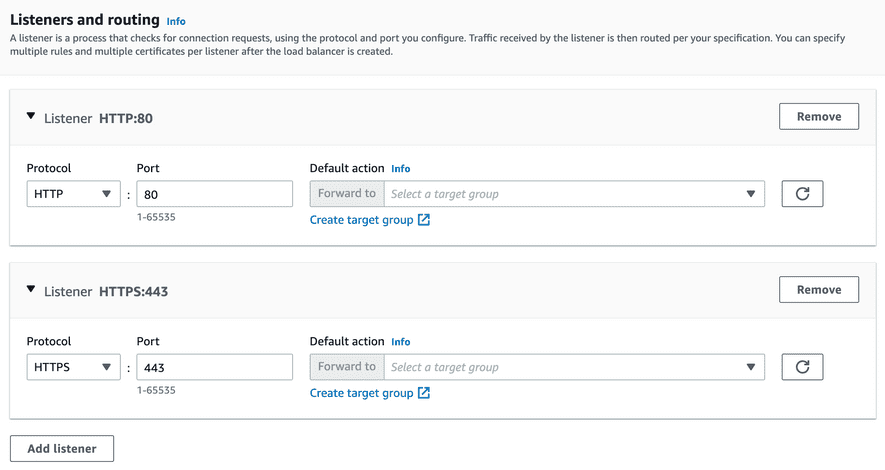 Listeners and routing Info
A listener is a process that checks for connection requests, using the protocol and port you configure. Traffic received by the listener is then routed per your specification. You can specify
multiple rules and multiple certificates per listener after the load balancer is created.
Listener HTTP:80
Remove
Protocol Port Default action Info
HTTP : 80 Forward to Select a target group
1-65535
Create target group
Listener HTTPS:443
Remove
Protocol Port Default action Info
HTTPS : 443 Forward to Select a target group
1-65535
Create target group
Add listener